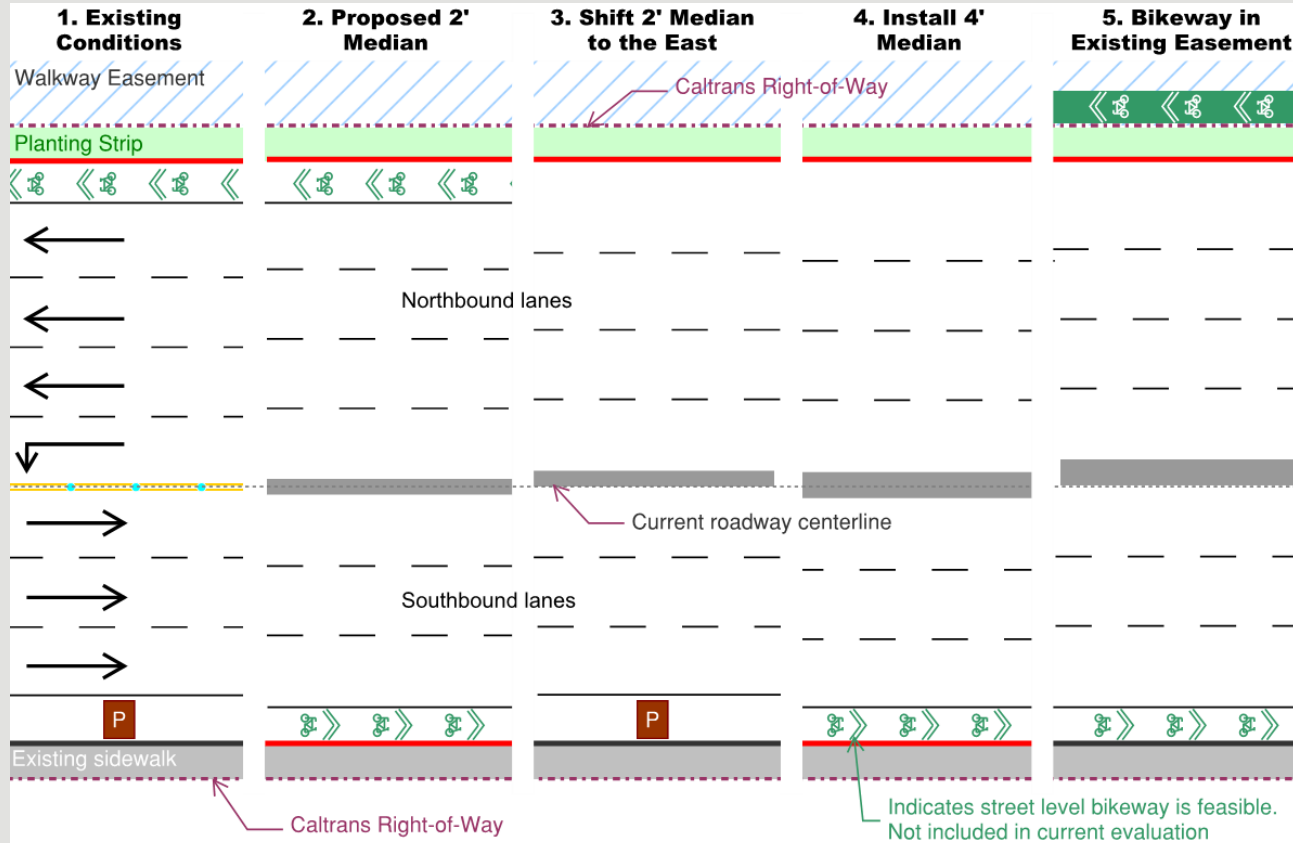 1. Existing
Conditions
2. Proposed 2'
Median
3. Shift 2' Median
to the East
4. Install 4'
Median
5. Bikeway in
Existing Easement
Walkway Easement
Caltrans Right-of-Way
Planting Strip
Northbound lanes
Current roadway centerline
Southbound lanes
P
P
Existing sidewalk
Caltrans Right-of-Way
Indicates street level bikeway is feasible.
Not included in current evaluation